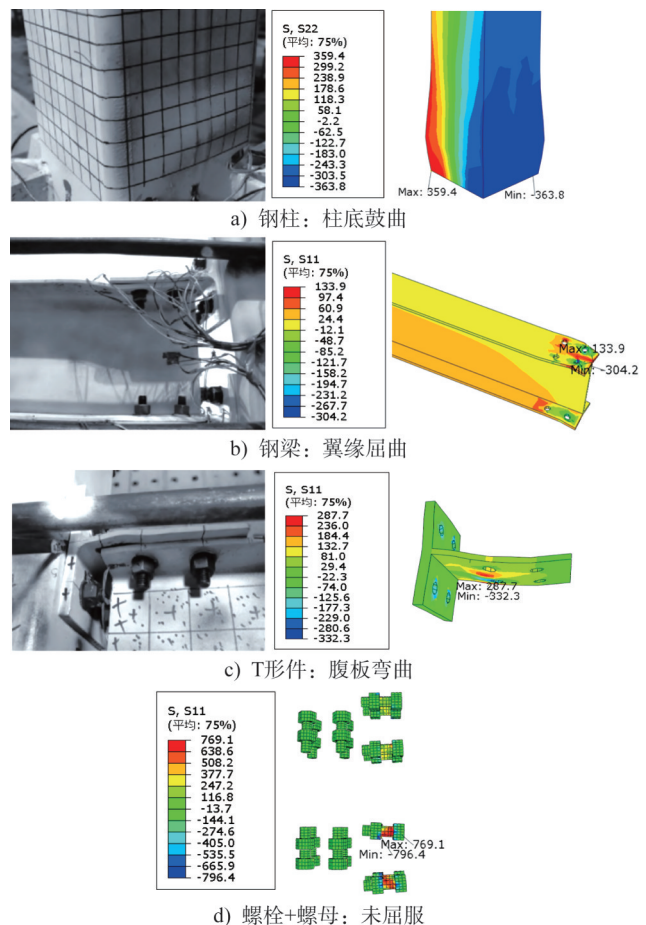 S, S22
(平均: 75%)
359.4
299.2
238.9
178.6
118.3
58.1
-2.2
-62.5
-122.7
-183.0
-243.3
-303.5
-363.8
Max: 359.4
Min: -363.8
a) 钢柱：柱底鼓曲
S, S11
(平均: 75%)
133.9
97.4
60.9
24.4
-12.1
-48.7
-85.2
-121.7
-158.2
-194.7
-231.2
-267.7
-304.2
Max: 133.9
Min: -304.2
b) 钢梁：翼缘屈曲
S, S11
(平均: 75%)
287.7
236.0
184.4
132.7
81.0
29.4
-22.3
-74.0
-125.6
-177.3
-229.0
-280.6
-332.3
Max: 287.7
Min: -332.3
c) T形件：腹板弯曲
S, S11
(平均: 75%)
769.1
638.6
508.2
377.7
247.2
116.8
-13.7
-144.1
-274.6
-405.0
-535.5
-665.9
-796.4
Max: 769.1
Min: -796.4
d) 螺栓+螺母：未屈服